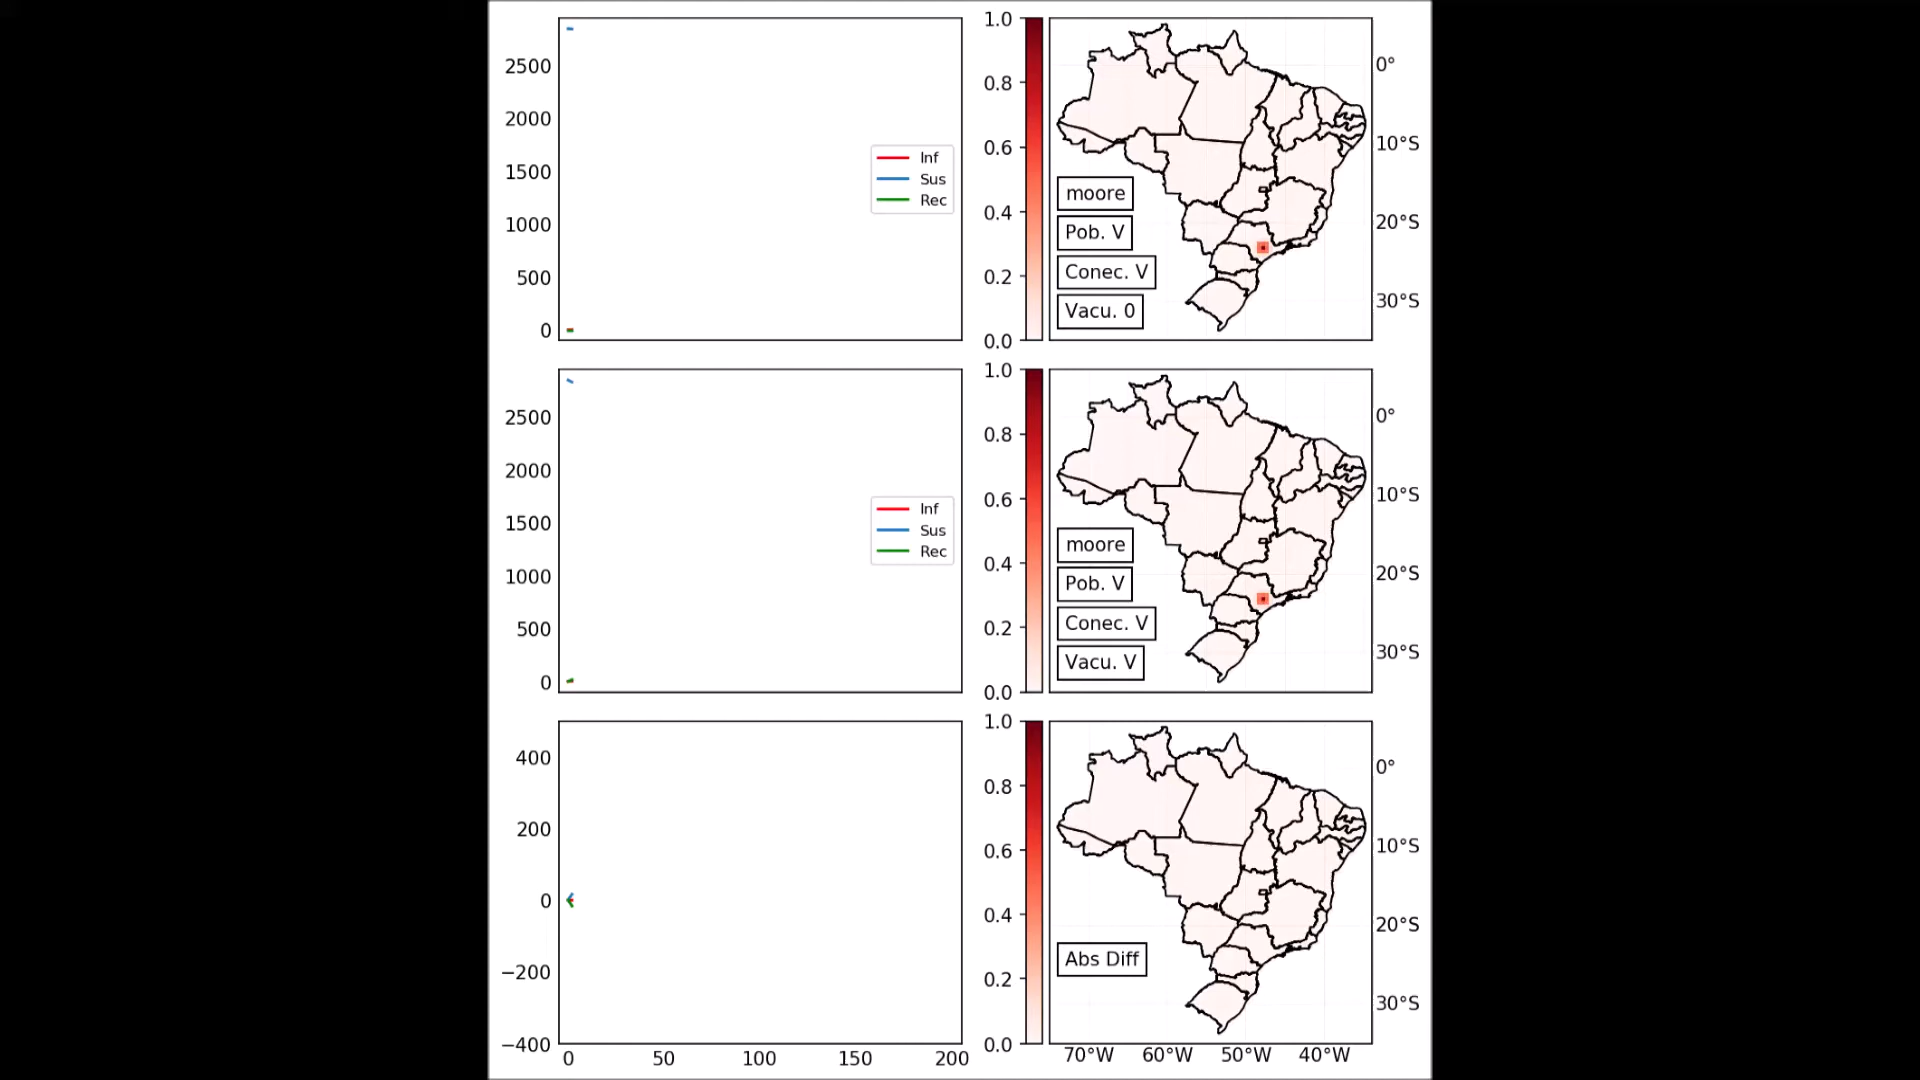 2500
2000
1500
1000
500
0
Inf
Sus
Rec
1.0
0.8
0.6
0.4
0.2
0.0
moore
Pob. V
Conec. V
Vacu. 0
0°
10°S
20°S
30°S
2500
2000
1500
1000
500
0
Inf
Sus
Rec
1.0
0.8
0.6
0.4
0.2
0.0
moore
Pob. V
Conec. V
Vacu. V
0°
10°S
20°S
30°S
400
200
0
−200
−400
0 50 100 150 200
1.0
0.8
0.6
0.4
0.2
0.0
Abs Diff
0°
10°S
20°S
30°S
70°W 60°W 50°W 40°W